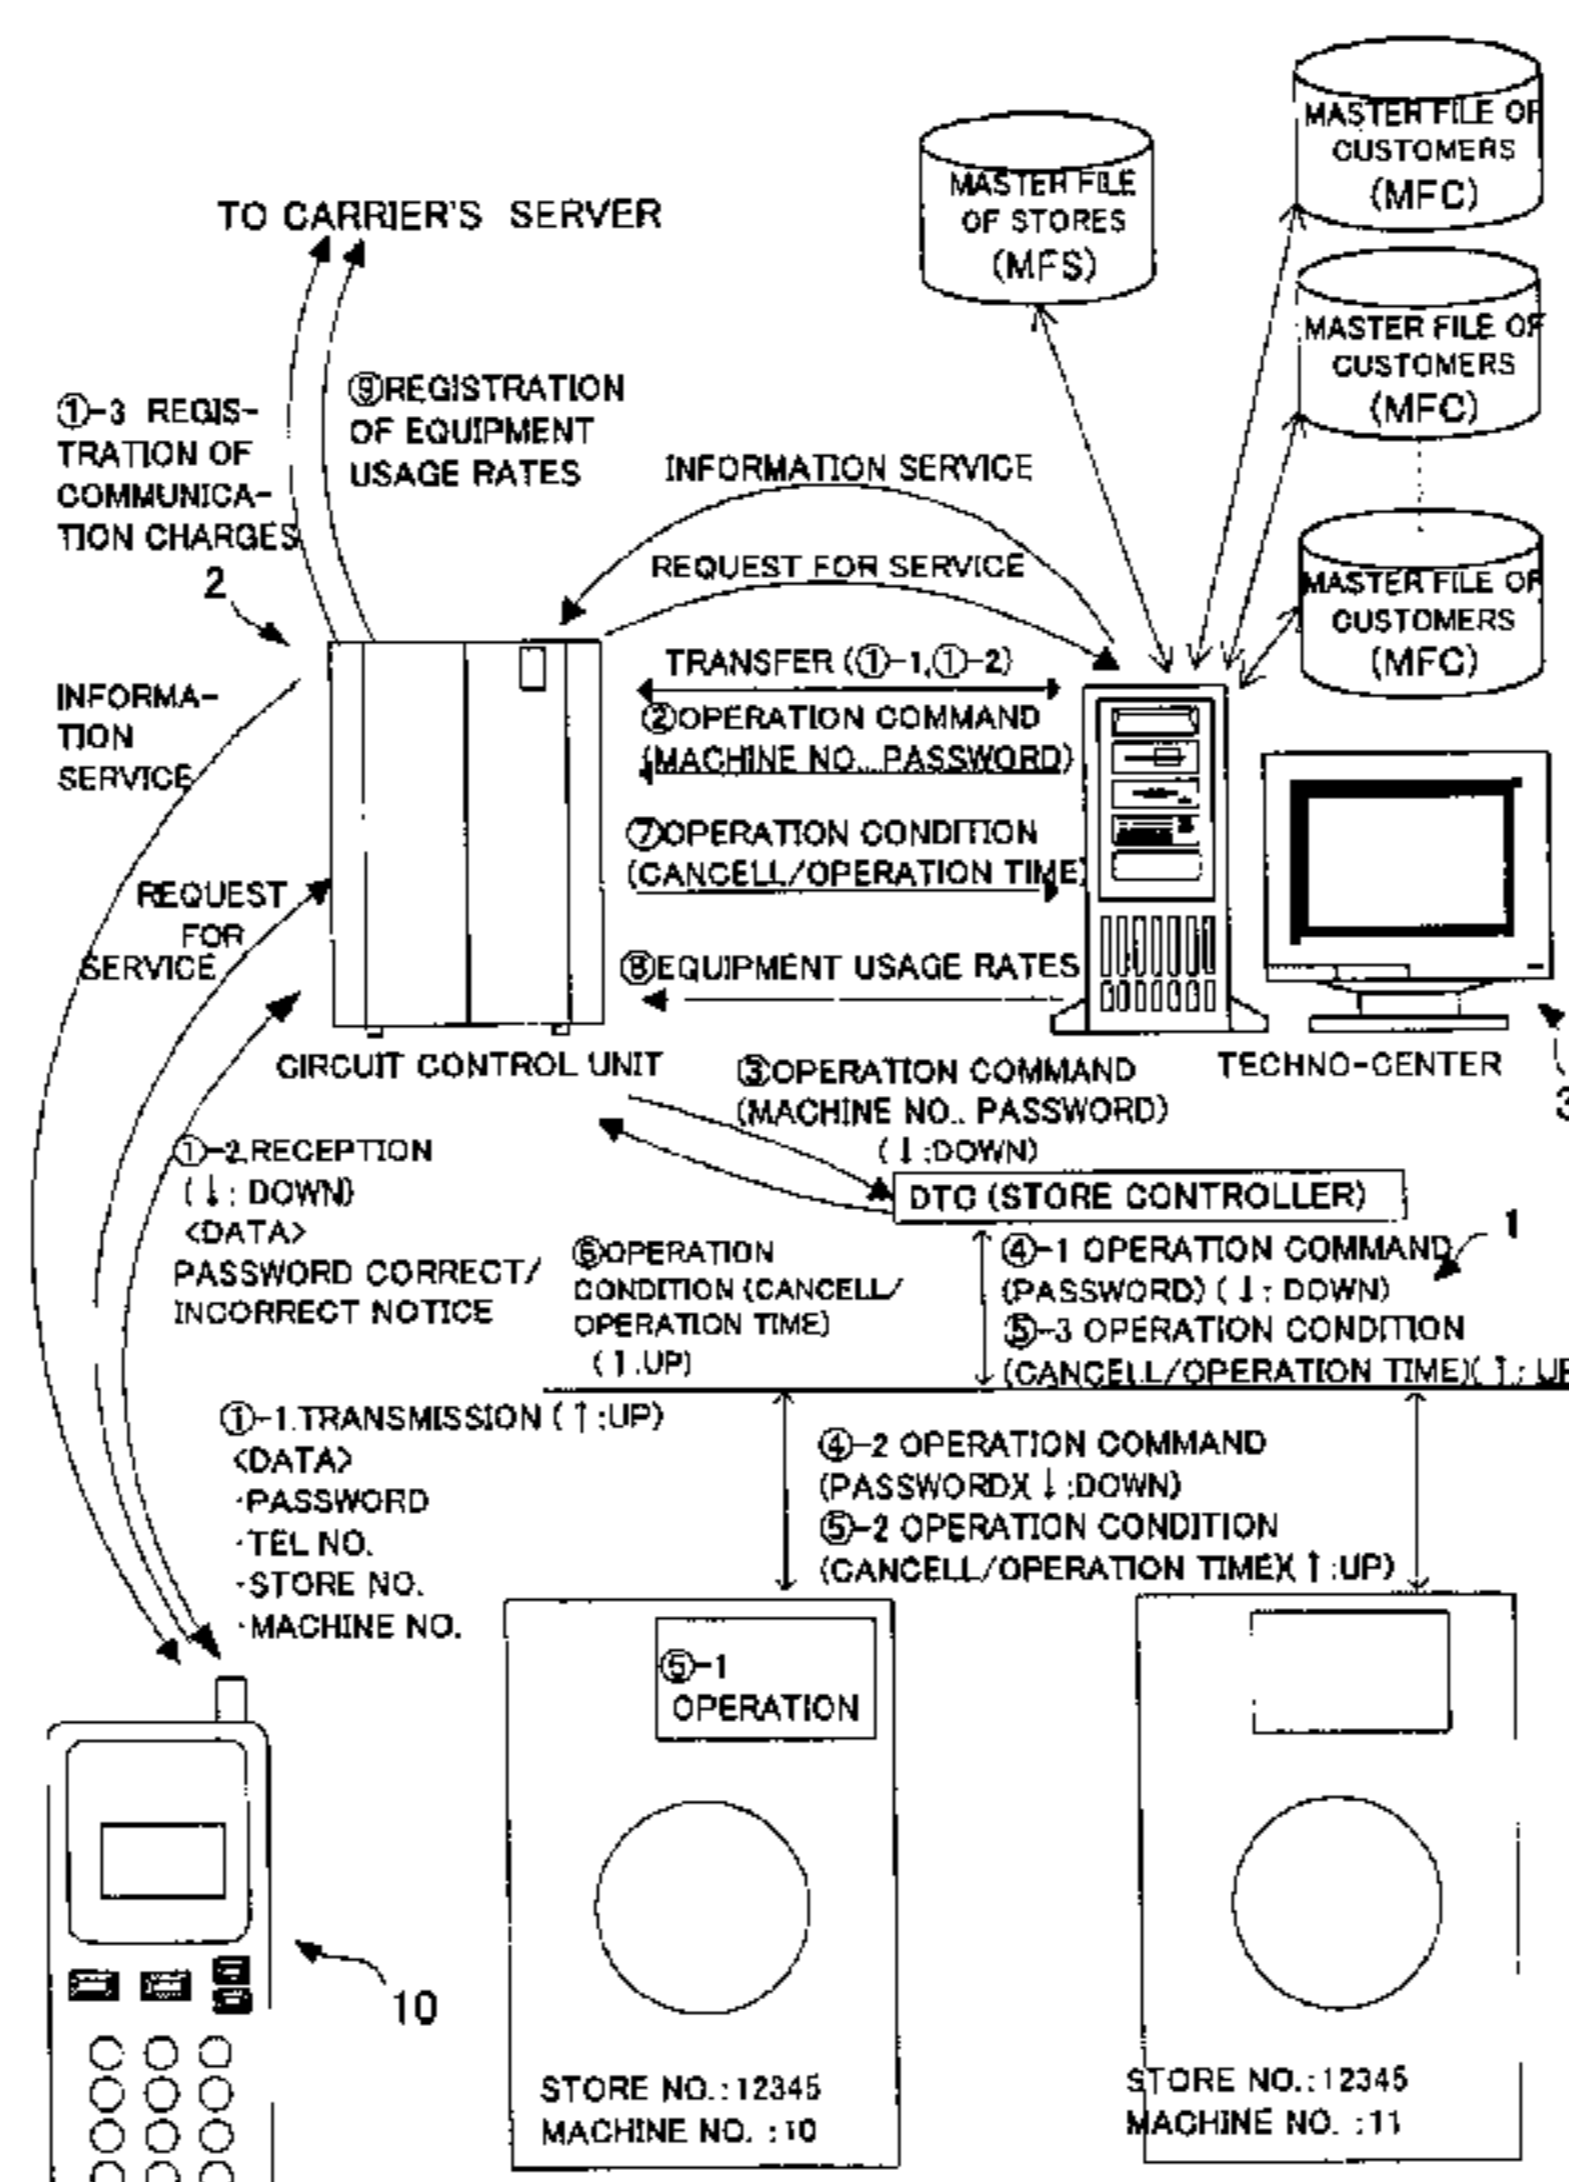 MASTER FILE OF
CUSTOMERS
(MFC)
MASTER FILE
OF STORES
(MFS)
TO CARRIER'S SERVER
MASTER FILE OF
CUSTOMERS
(MFC)
①-3 REGIS-
TRATION OF
COMMUNICA-
TION CHARGES
⑨REGISTRATION
OF EQUIPMENT
USAGE RATES
INFORMATION SERVICE
REQUEST FOR SERVICE
MASTER FILE OF
CUSTOMERS
(MFC)
2
TRANSFER (①-1,①-2)
②OPERATION COMMAND
(MACHINE NO., PASSWORD)
INFORMA-
TION
SERVICE
⑦OPERATION CONDITION
(CANCELL/OPERATION TIME)
REQUEST
FOR
SERVICE
⑧EQUIPMENT USAGE RATES
CIRCUIT CONTROL UNIT
TECHNO-CENTER
3
③OPERATION COMMAND
(MACHINE NO., PASSWORD)
(↓:DOWN)
①-2.RECEPTION
(↓: DOWN)
<DATA>
PASSWORD CORRECT/
INCORRECT NOTICE
DTC (STORE CONTROLLER)
1
⑥OPERATION
CONDITION (CANCELL/
OPERATION TIME)
(↑.UP)
④-1 OPERATION COMMAND
(PASSWORD) (↓: DOWN)
⑤-3 OPERATION CONDITION
(CANCELL/OPERATION TIME)(↑: UP
①-1.TRANSMISSION (↑:UP)
<DATA>
·PASSWORD
·TEL NO.
·STORE NO.
·MACHINE NO.
④-2 OPERATION COMMAND
(PASSWORD)(↓:DOWN)
⑤-2 OPERATION CONDITION
(CANCELL/OPERATION TIME)(↑:UP)
⑤-1
OPERATION
10
STORE NO.:12345
MACHINE NO. :10
STORE NO.:12345
MACHINE NO. :11